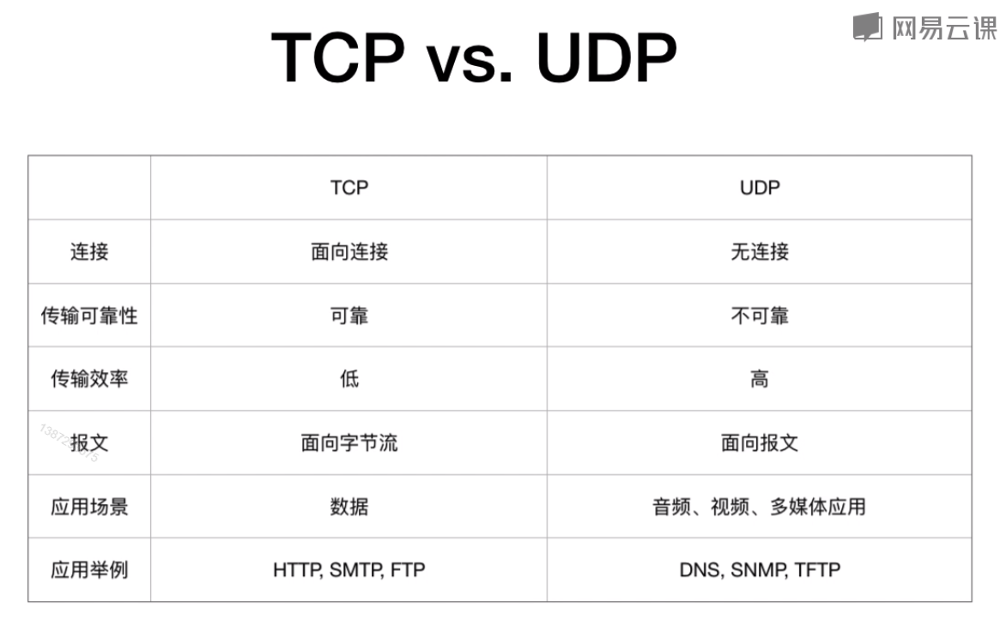 网易云课
TCP vs. UDP
TCP UDP
连接 面向连接 无连接
传输可靠性 可靠 不可靠
传输效率 低 高
报文 面向字节流 面向报文
应用场景 数据 音频、视频、多媒体应用
应用举例 HTTP, SMTP, FTP DNS, SNMP, TFTP